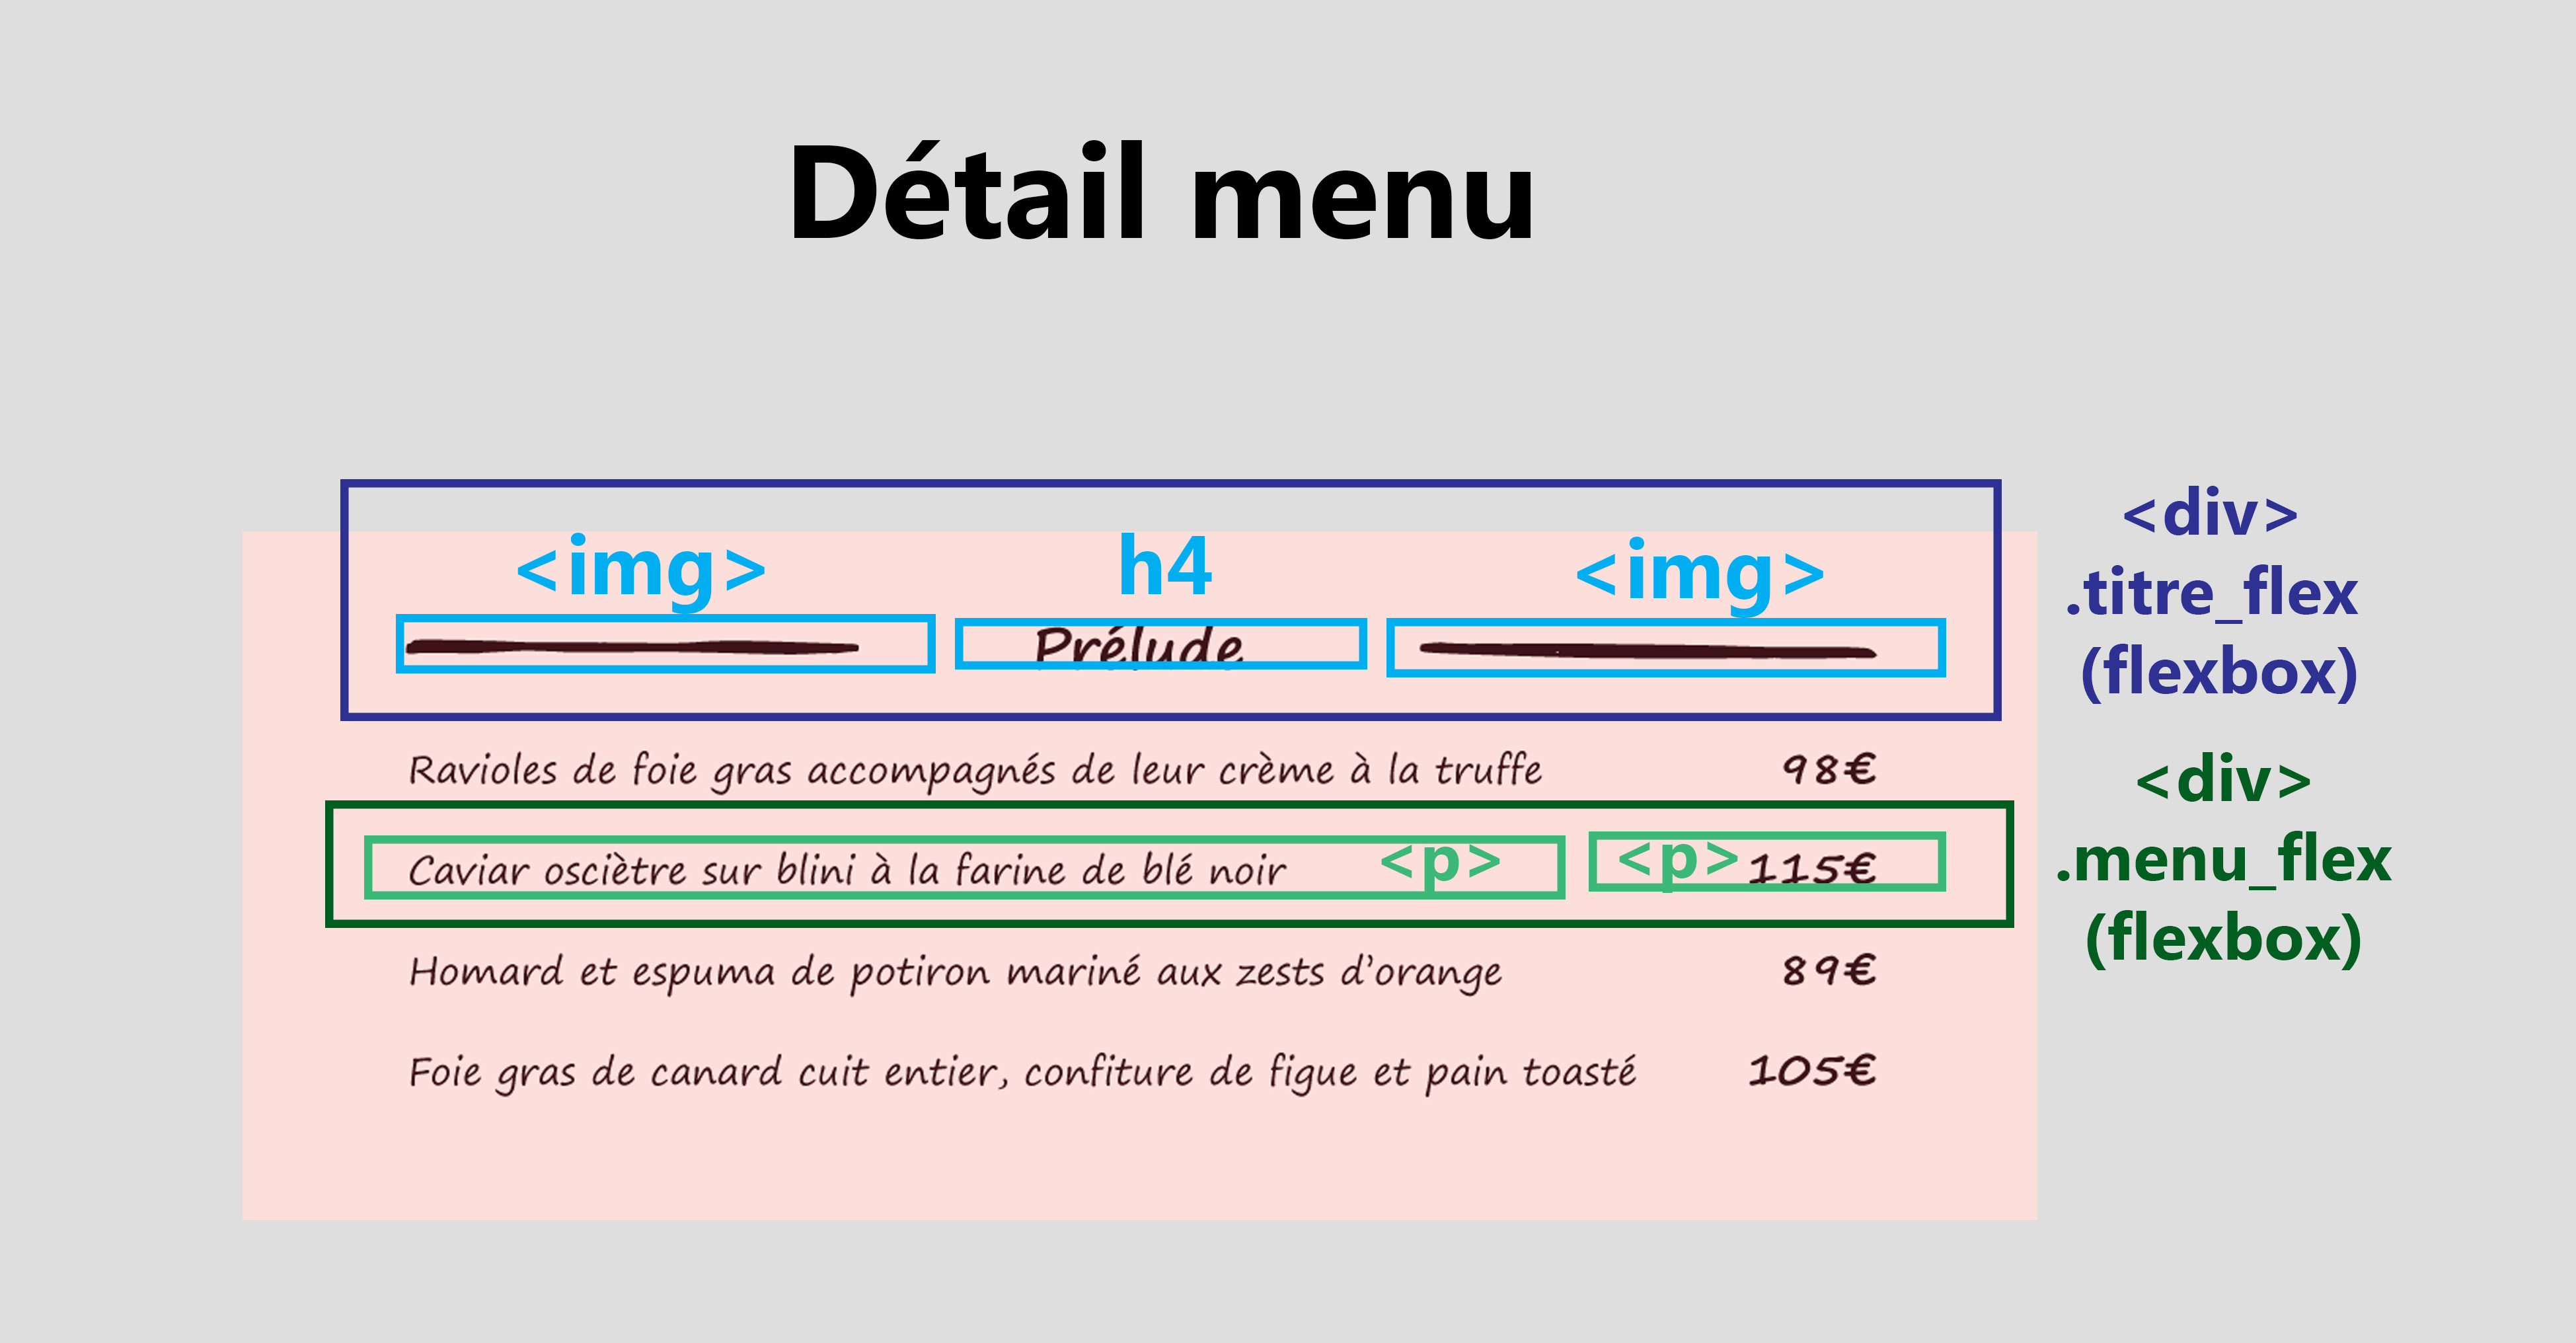 Détail menu
<img> h4 <img>
Prélude
<div>
.titre_flex
(flexbox)
Ravioles de foie gras accompagnés de leur crème à la truffe 98€
Caviar osciètre sur blini à la farine de blé noir <p> <p> 115€
<div>
.menu_flex
(flexbox)
Homard et espuma de potiron mariné aux zests d’orange 89€
Foie gras de canard cuit entier, confiture de figue et pain toasté 105€